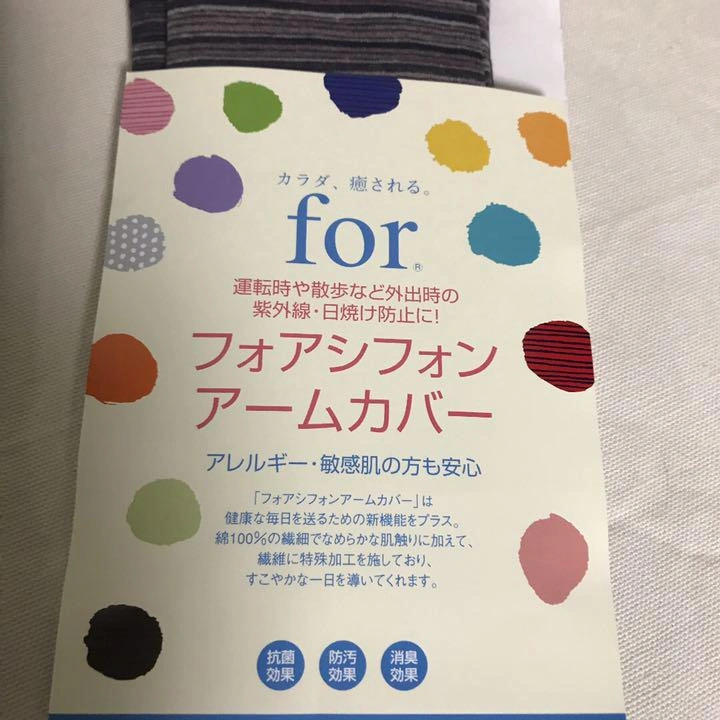 カラダ、癒される。
for®
運転時や散歩など外出時の
紫外線・日焼け防止に!
フォアシフォン
アームカバー
アレルギー・敏感肌の方も安心
「フォアシフォンアームカバー」は
健康な毎日を送るための新機能をプラス。
綿100%の繊細でなめらかな肌触りに加えて、
繊維に特殊加工を施しており、
すこやかな一日を導いてくれます。
抗菌効果
防汚効果
消臭効果